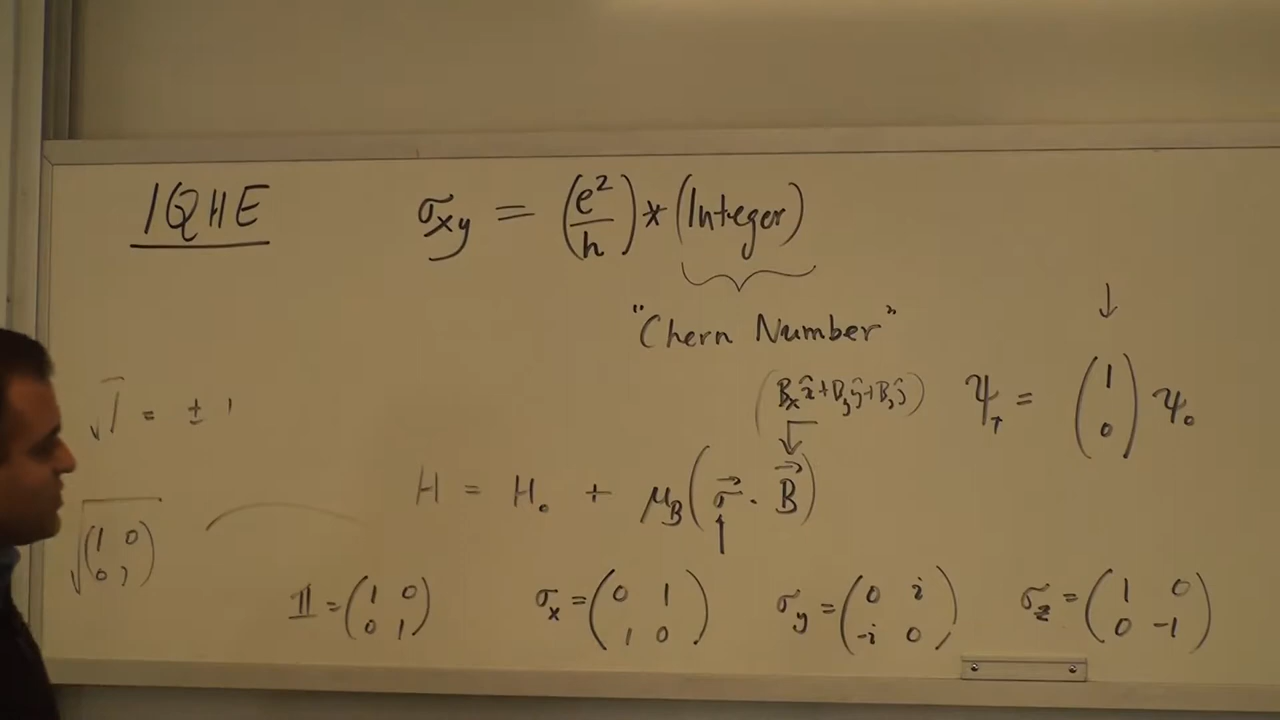 IQHE σxy = (e²/h) * (Integer)
"Chern Number"
↓
(Bx x̂ + By ŷ + Bz ĵ)
ψ↑ = (1 0) ψ₀
√1 = ± 1
H = H₀ + μB (σ⃗ · B⃗)
√(1 0 0 1)
𝟙 = (1 0 0 1) σx = (0 1 1 0) σy = (0 i -i 0) σz = (1 0 0 -1)